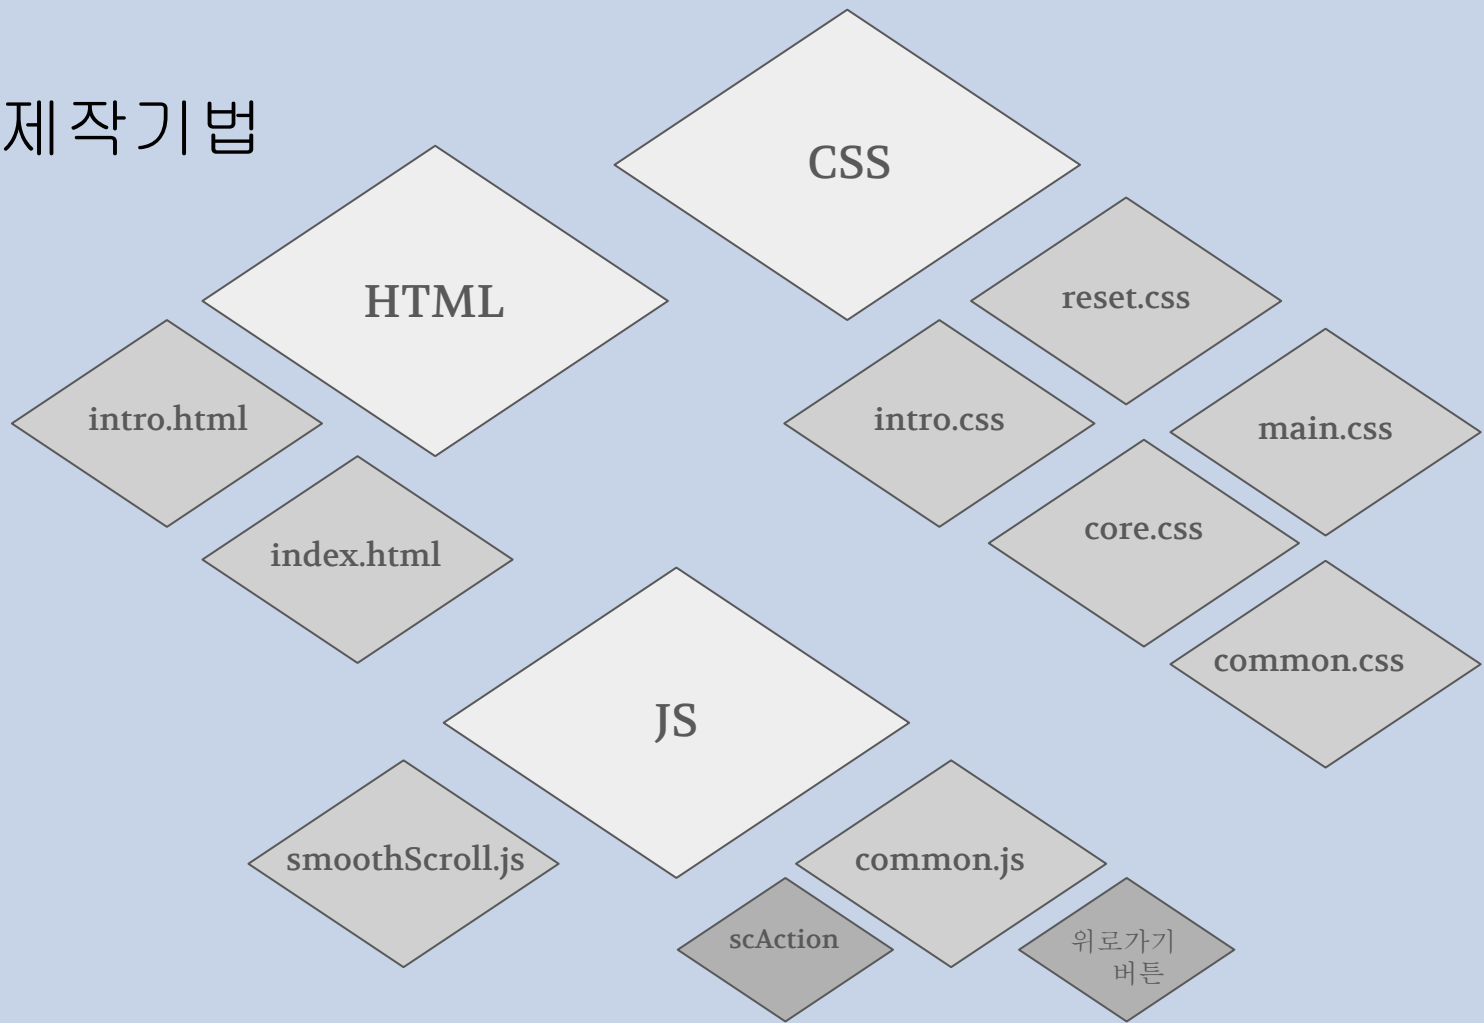 제작기법
CSS
HTML
reset.css
intro.html
intro.css
main.css
core.css
index.html
common.css
JS
smoothScroll.js
common.js
scAction
위로가기
버튼